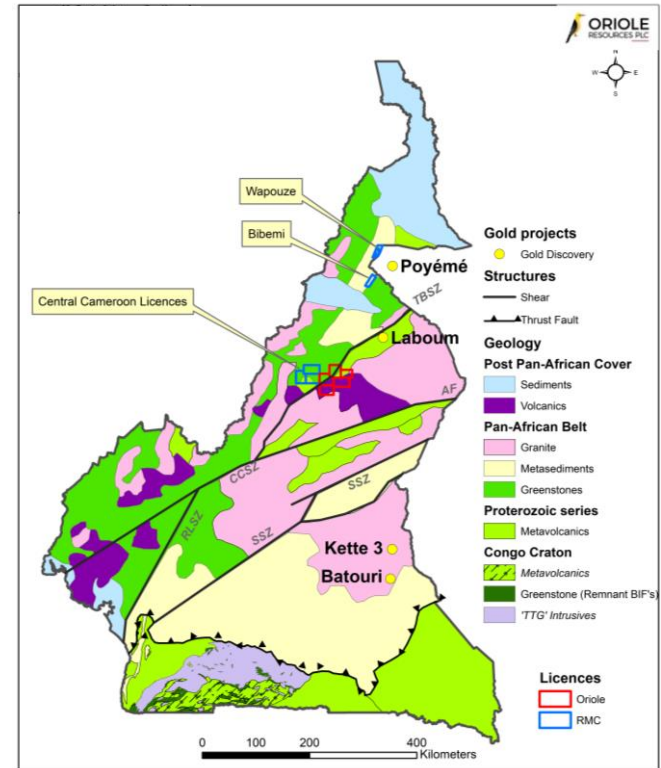 ORIOLE
RESOURCES PLC
N
W E
S
Wapouze
Bibemi
Central Cameroon Licences
Poyémé
TBSZ
Laboum
AF
CCSZ
SSZ
RLSZ
SSZ
Kette 3
Batouri
Gold projects
Gold Discovery
Structures
Shear
Thrust Fault
Geology
Post Pan-African Cover
Sediments
Volcanics
Pan-African Belt
Granite
Metasediments
Greenstones
Proterozoic series
Metavolcanics
Congo Craton
Metavolcanics
Greenstone (Remnant BIF's)
'TTG' Intrusives
Licences
Oriole
RMC
0 100 200 400
Kilometers